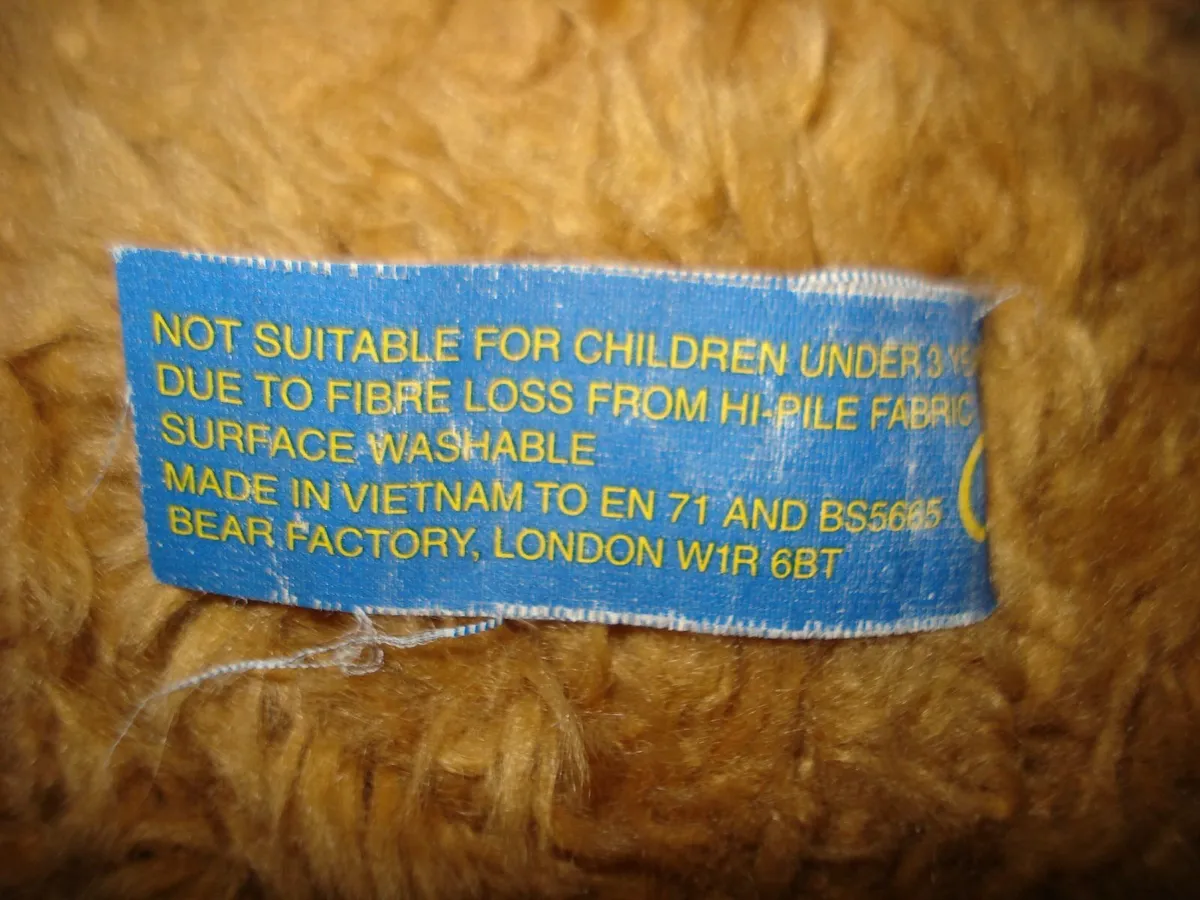 NOT SUITABLE FOR CHILDREN UNDER 3
DUE TO FIBRE LOSS FROM HI-PILE FABRIC
SURFACE WASHABLE
MADE IN VIETNAM TO EN 71 AND BS5665
BEAR FACTORY, LONDON W1R 6BT